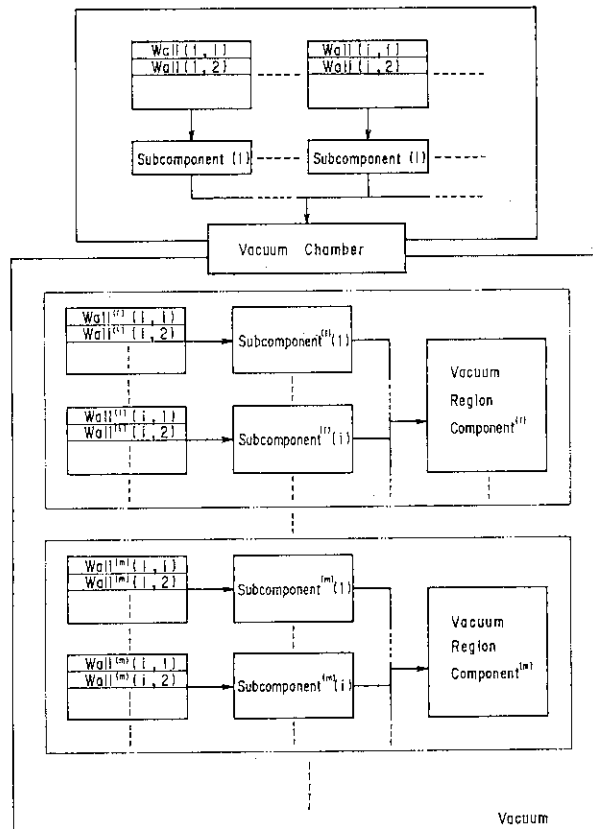 Wall(1,1) Wall(i,1)
Wall(1,2) Wall(i,2)
Subcomponent (1) Subcomponent (i)
Vacuum Chamber
Wall⁽¹⁾(1,1)
Wall⁽¹⁾(1,2)
Subcomponent⁽¹⁾(1)
Vacuum
Region
Component⁽¹⁾
Wall⁽¹⁾(i,1)
Wall⁽¹⁾(i,2)
Subcomponent⁽¹⁾(i)
Wall⁽ᵐ⁾(1,1)
Wall⁽ᵐ⁾(1,2)
Subcomponent⁽ᵐ⁾(1)
Vacuum
Region
Component⁽ᵐ⁾
Wall⁽ᵐ⁾(i,1)
Wall⁽ᵐ⁾(i,2)
Subcomponent⁽ᵐ⁾(i)
Vacuum